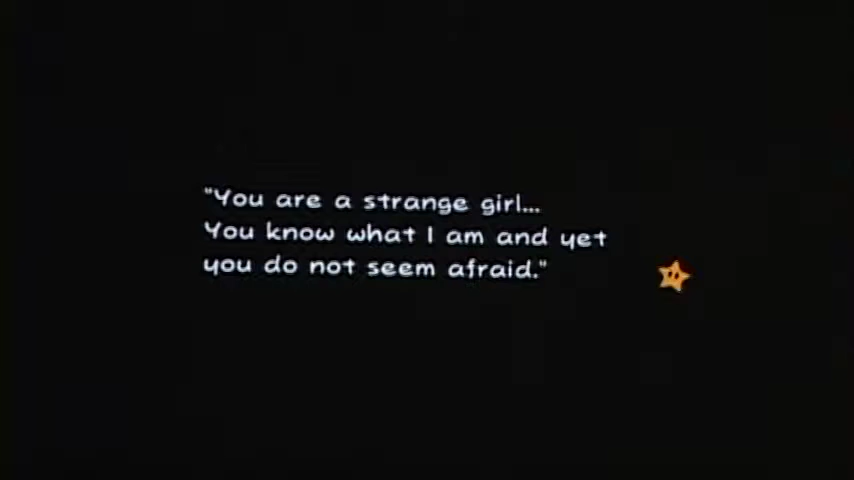 "You are a strange girl...
You know what I am and yet
you do not seem afraid."